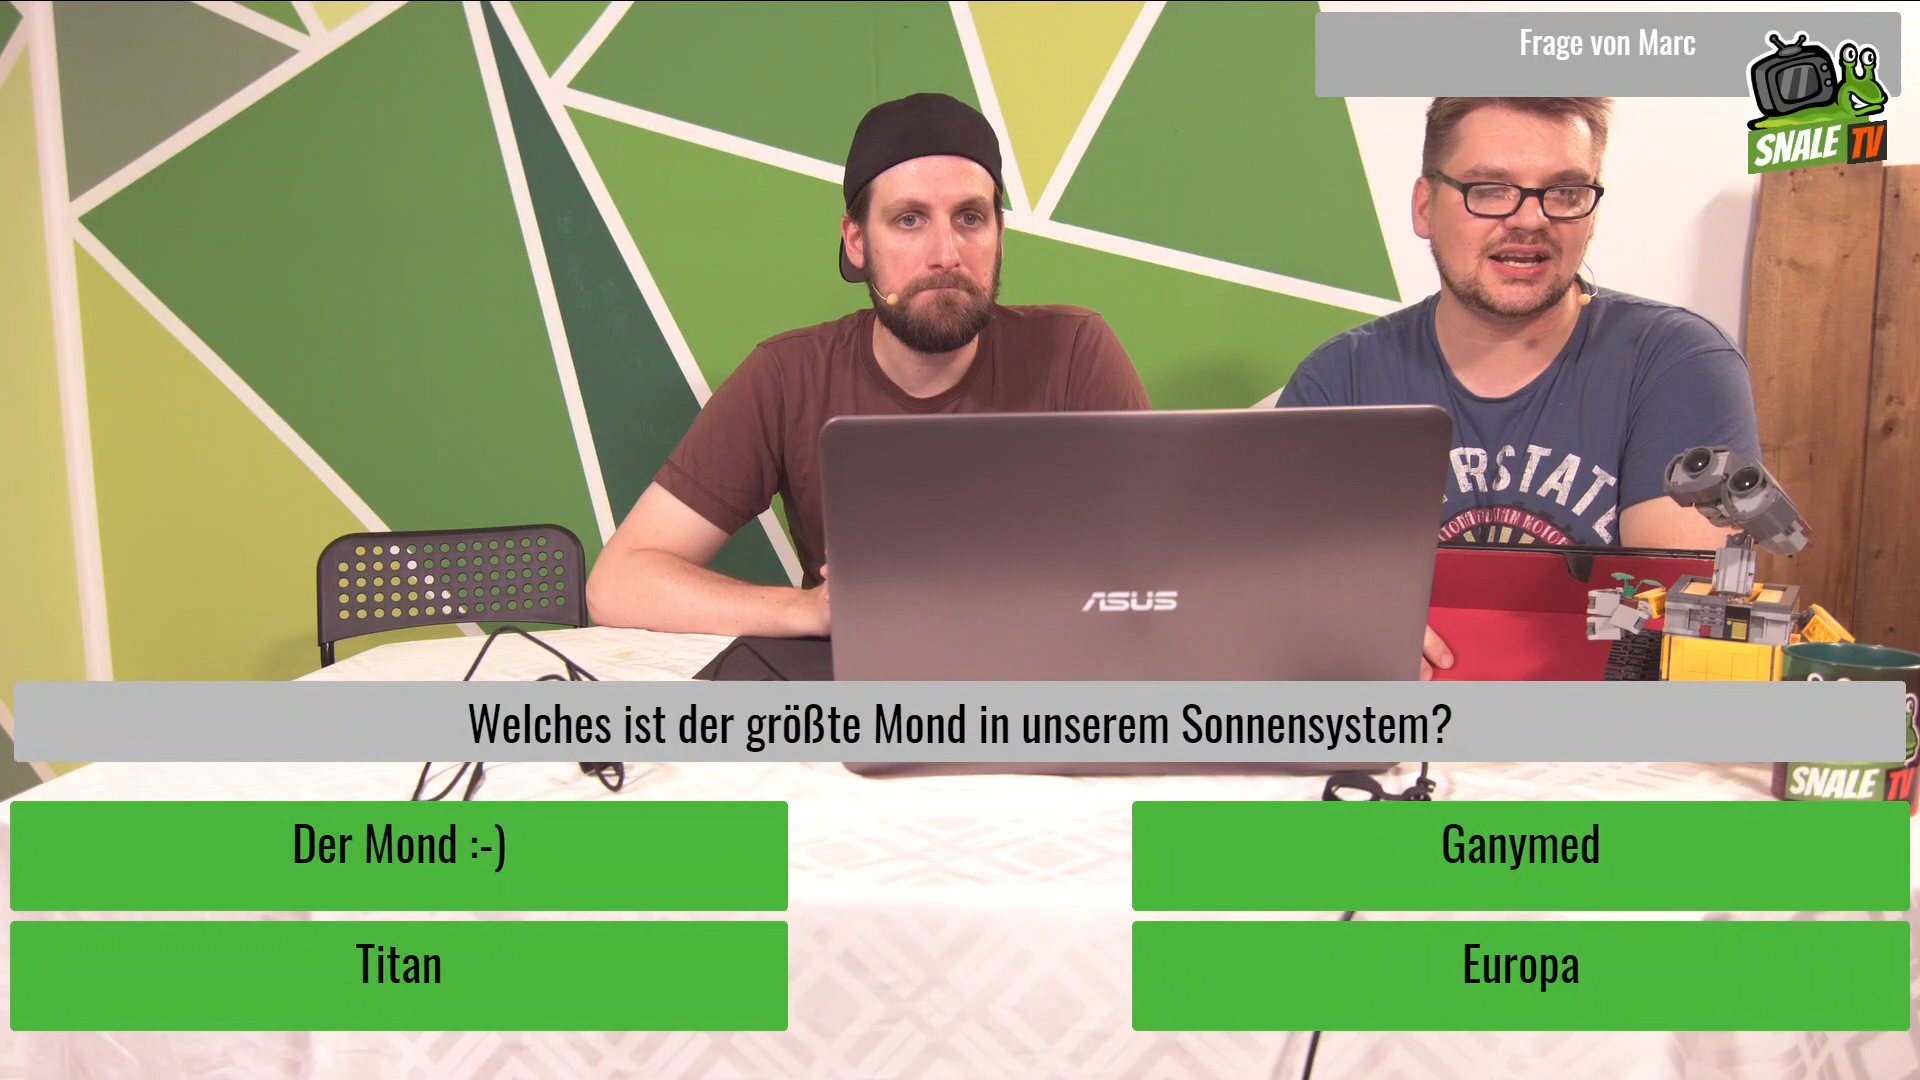 Frage von Marc
SNALE TV
RSTATE
ASUS
Welches ist der größte Mond in unserem Sonnensystem?
SNALE TV
Der Mond :-)
Ganymed
Titan
Europa